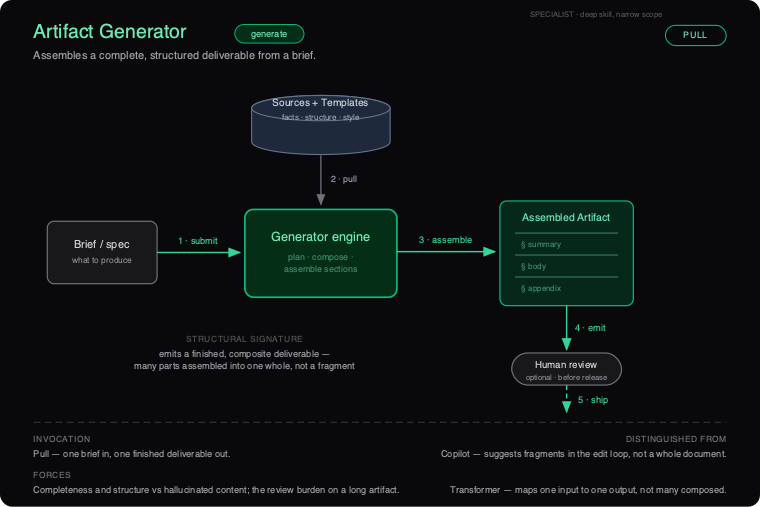 SPECIALIST · deep skill, narrow scope
Artifact Generator
generate
PULL
Assembles a complete, structured deliverable from a brief.
Sources + Templates
facts · structure · style
2 · pull
Brief / spec
what to produce
1 · submit
Generator engine
plan · compose ·
assemble sections
3 · assemble
Assembled Artifact
§ summary
§ body
§ appendix
4 · emit
STRUCTURAL SIGNATURE
emits a finished, composite deliverable —
many parts assembled into one whole, not a fragment
Human review
optional · before release
5 · ship
INVOCATION
DISTINGUISHED FROM
Pull — one brief in, one finished deliverable out.
Copilot — suggests fragments in the edit loop, not a whole document.
FORCES
Completeness and structure vs hallucinated content; the review burden on a long artifact.
Transformer — maps one input to one output, not many composed.